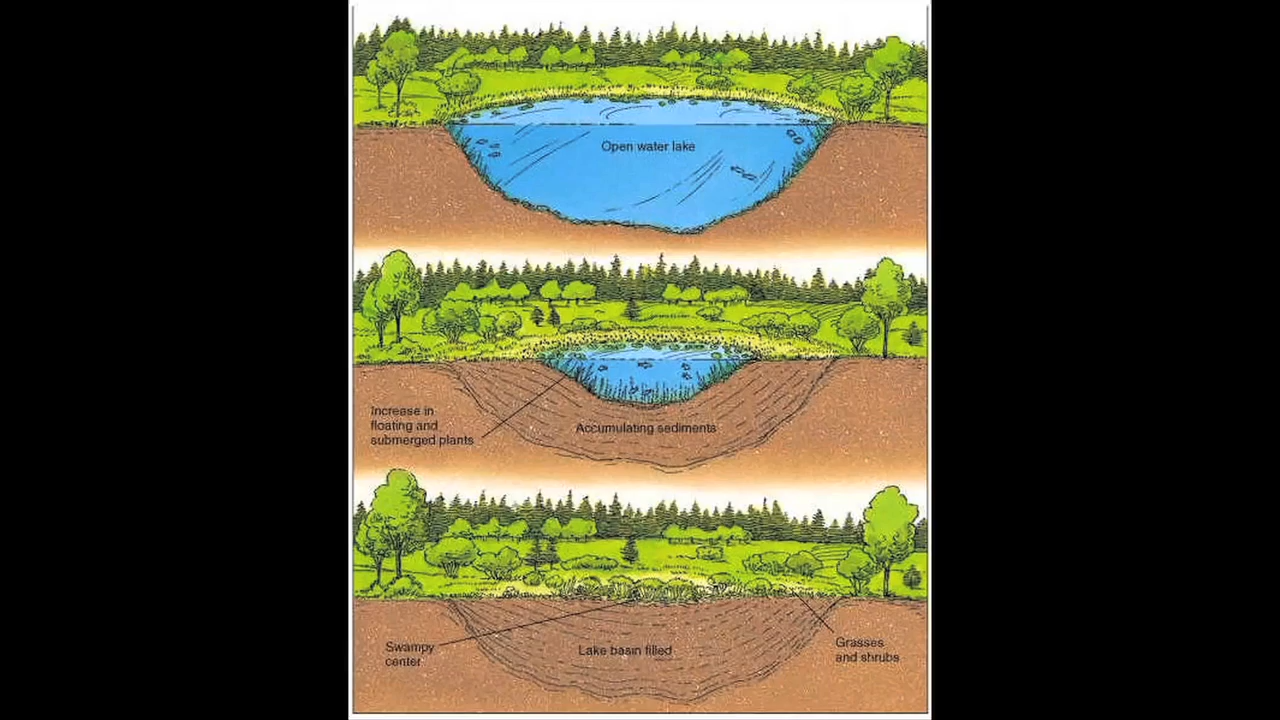 Open water lake
Increase in
floating and
submerged plants
Accumulating sediments
Swampy
center
Lake basin filled
Grasses
and shrubs